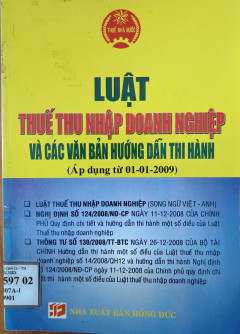 THUẾ NHÀ NƯỚC
LUẬT
THUẾ THU NHẬP DOANH NGHIỆP
VÀ CÁC VĂN BẢN HƯỚNG DẪN THI HÀNH
(Áp dụng từ 01-01-2009)
LUẬT THUẾ THU NHẬP DOANH NGHIỆP (SONG NGỮ VIỆT - ANH)
NGHỊ ĐỊNH SỐ 124/2008/NĐ-CP NGÀY 11-12-2008 CỦA CHÍNH
PHỦ Quy định chi tiết và hướng dẫn thi hành một số điều của Luật
Thuế thu nhập doanh nghiệp
THÔNG TƯ SỐ 130/2008/TT-BTC NGÀY 26-12-2008 CỦA BỘ TÀI
CHÍNH Hướng dẫn thi hành một số điều của Luật thuế thu nhập
doanh nghiệp số 14/2008/QH12 và hướng dẫn thi hành Nghị định
124/2008/NĐ-CP ngày 11-12-2008 của Chính phủ quy định chi
tiết thi hành một số điều của Luật Thuế thu nhập doanh nghiệp
597 02
07A-l
901
NHÀ XUẤT BẢN HỒNG ĐỨC